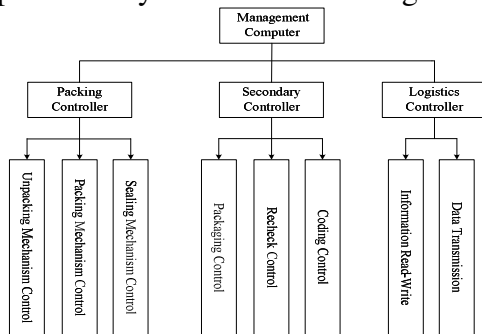 Management
Computer
Packing
Controller
Secondary
Controller
Logistics
Controller
Unpacking Mechanism Control
Packing Mechanism Control
Sealing Mechanism Control
Packaging Control
Recheck Control
Coding Control
Information Read-Write
Data Transmission